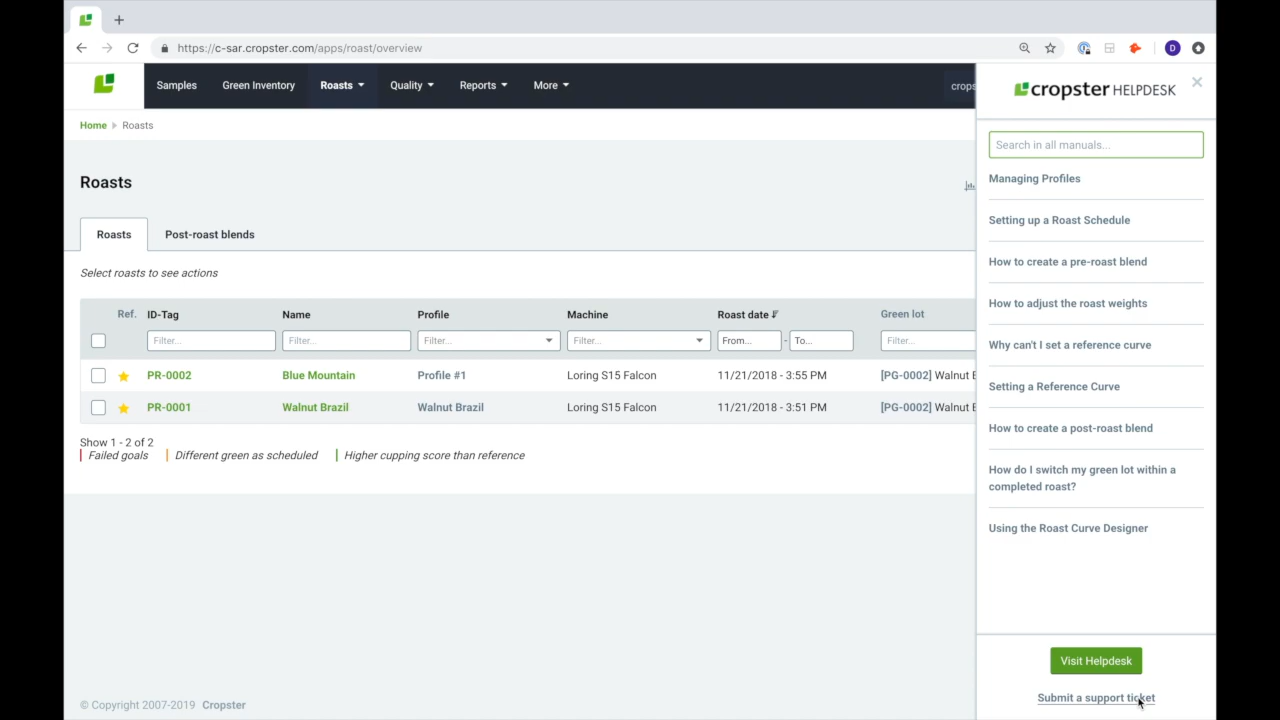 https://c-sar.cropster.com/apps/roast/overview
D
Samples Green Inventory Roasts Quality Reports More crops
Home Roasts
Roasts
Roasts Post-roast blends
Select roasts to see actions
Ref. ID-Tag Name Profile Machine Roast date Green lot
Filter... Filter... Filter... Filter... From... - To... Filter...
PR-0002 Blue Mountain Profile #1 Loring S15 Falcon 11/21/2018 - 3:55 PM [PG-0002] Walnut B
PR-0001 Walnut Brazil Walnut Brazil Loring S15 Falcon 11/21/2018 - 3:51 PM [PG-0002] Walnut B
Show 1 - 2 of 2
Failed goals Different green as scheduled Higher cupping score than reference
© Copyright 2007-2019 Cropster
cropster HELPDESK
Search in all manuals...
Managing Profiles
Setting up a Roast Schedule
How to create a pre-roast blend
How to adjust the roast weights
Why can't I set a reference curve
Setting a Reference Curve
How to create a post-roast blend
How do I switch my green lot within a
completed roast?
Using the Roast Curve Designer
Visit Helpdesk
Submit a support ticket